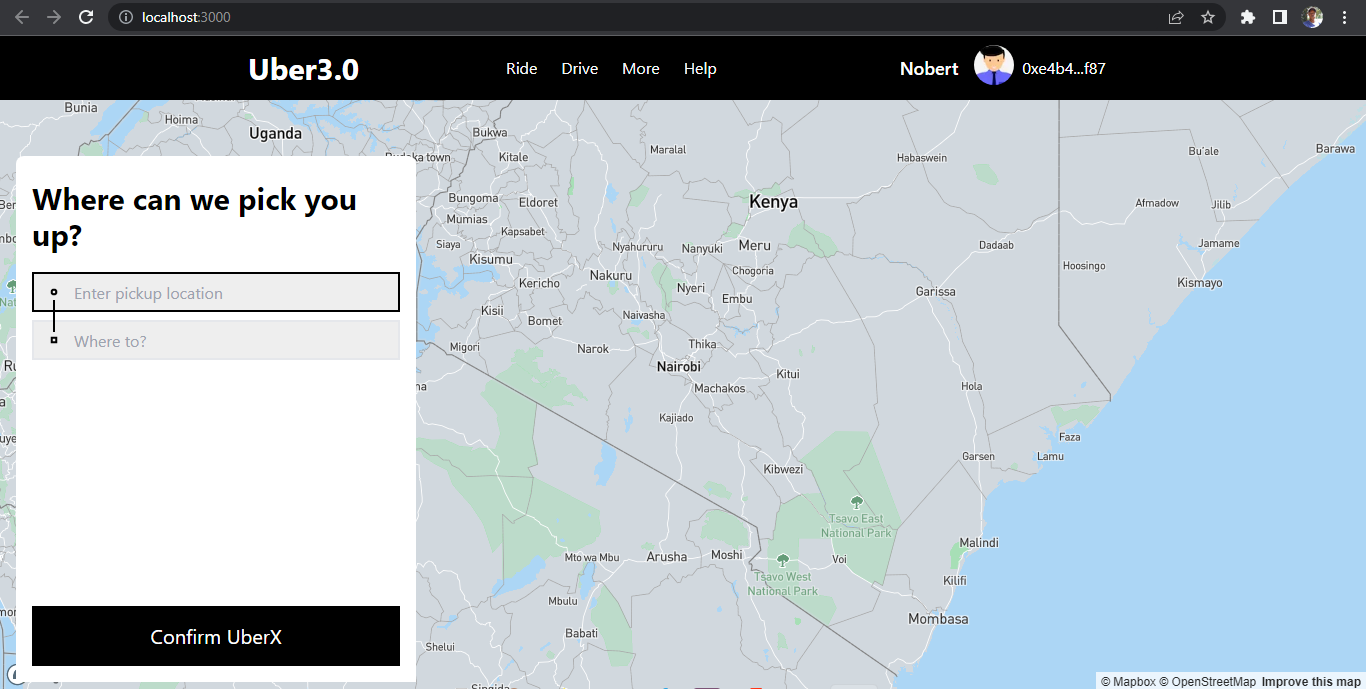 localhost:3000
Uber3.0
Ride Drive More Help
Nobert 0xe4b4...f87
Where can we pick you
up?
Enter pickup location
Where to?
Confirm UberX
Bunia
Hoima
Uganda
Bukwa
town
Kitale
Maralal
Habaswein
Bu'ale
Barawa
Bungoma
Eldoret
Kenya
Afmadow
Jilib
Mumias
Kapsabet
Siaya
Nyahururu
Nanyuki
Meru
Dadaab
Jamame
Kisumu
Chogoria
Hoosingo
Nakuru
Kericho
Nyeri
Embu
Garissa
Kismayo
Kisii
Bomet
Naivasha
Migori
Narok
Thika
Nairobi
Kitui
Machakos
Hola
Kajiado
Faza
Garsen
Lamu
Kibwezi
Tsavo East
National Park
Malindi
Mto wa Mbu
Arusha
Moshi
Voi
Tsavo West
National Park
Kilifi
Mbulu
Mombasa
Babati
Shelui
Singida
© Mapbox © OpenStreetMap Improve this map